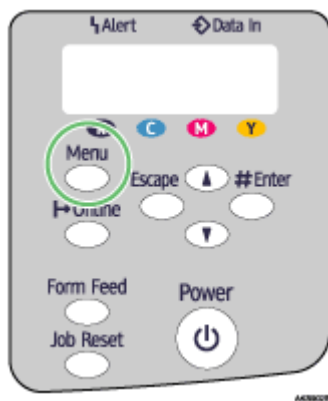 Alert Data In
C M Y
Menu
Escape # Enter
Online
Form Feed
Power
Job Reset